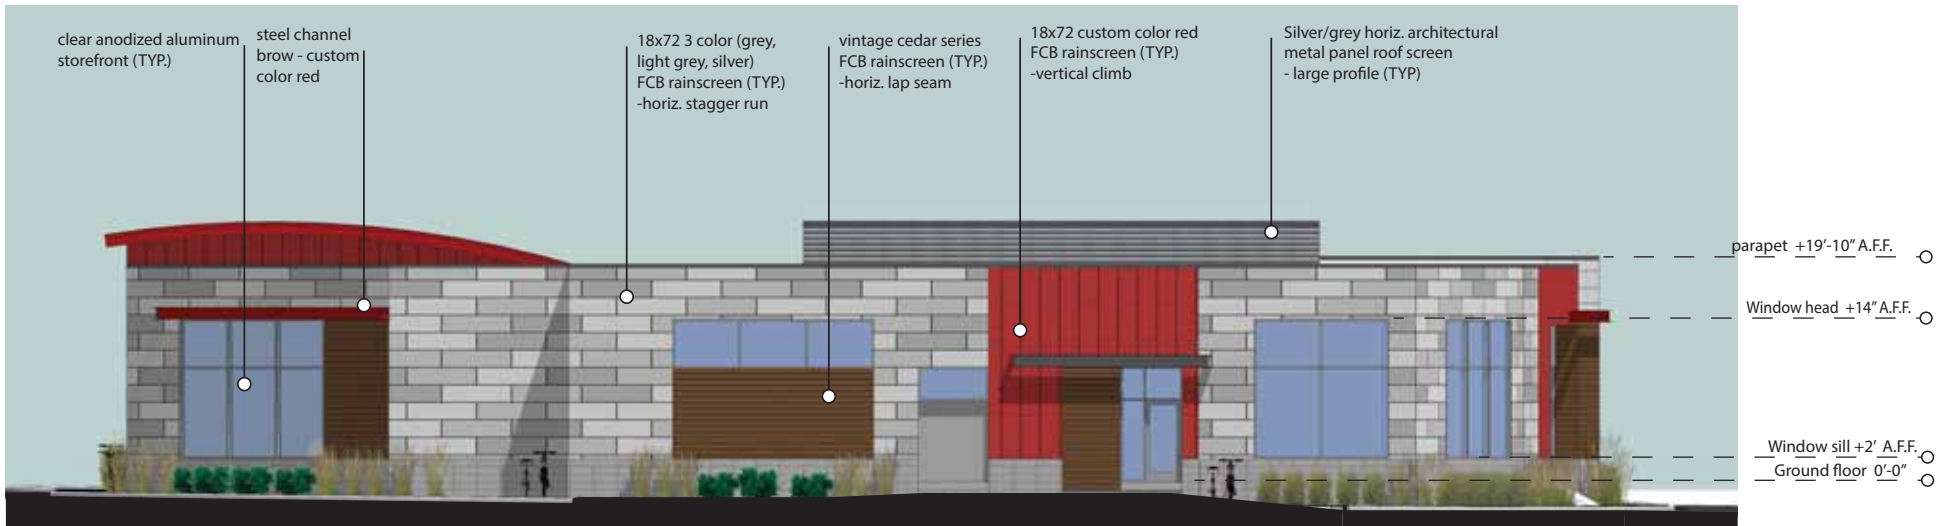 clear anodized aluminum
storefront (TYP.)
steel channel
brow - custom
color red
18x72 3 color (grey,
light grey, silver)
FCB rainscreen (TYP.)
-horiz. stagger run
vintage cedar series
FCB rainscreen (TYP.)
-horiz. lap seam
18x72 custom color red
FCB rainscreen (TYP.)
-vertical climb
Silver/grey horiz. architectural
metal panel roof screen
- large profile (TYP)
parapet +19'-10" A.F.F.
Window head +14" A.F.F.
Window sill +2' A.F.F.
Ground floor 0'-0"